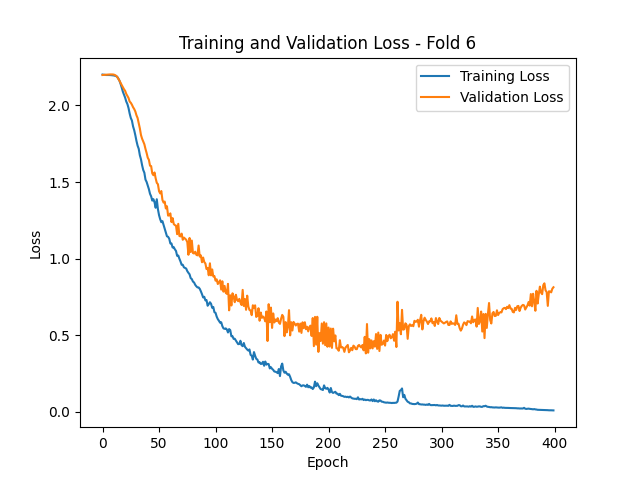 Training and Validation Loss - Fold 6
Training Loss
Validation Loss
2.0
1.5
1.0
0.5
0.0
Loss
0 50 100 150 200 250 300 350 400
Epoch